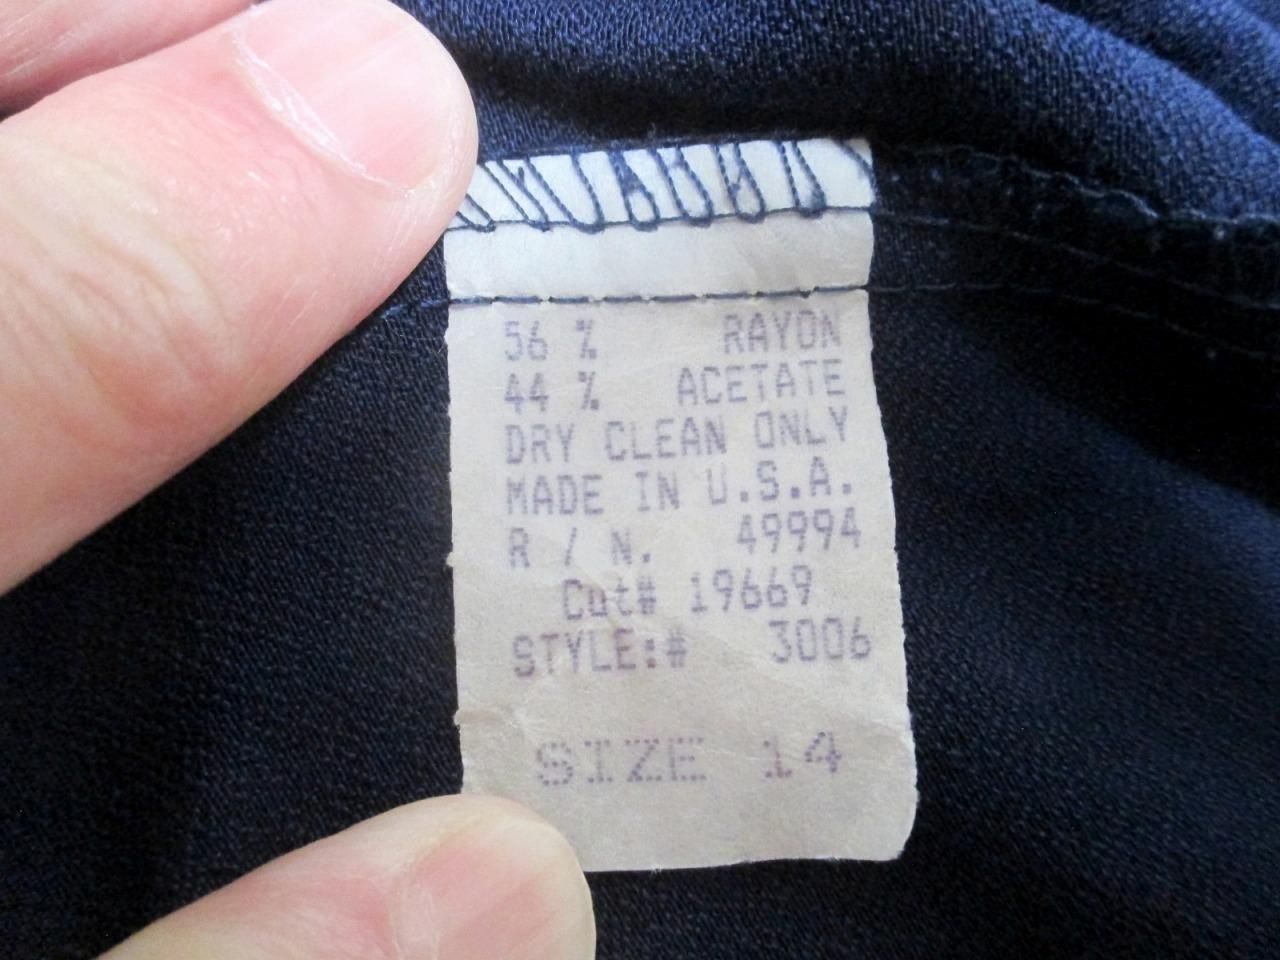 56 % RAYON
44 % ACETATE
DRY CLEAN ONLY
MADE IN U.S.A.
R / N. 49994
Cut# 19669
STYLE:# 3006
SIZE 14